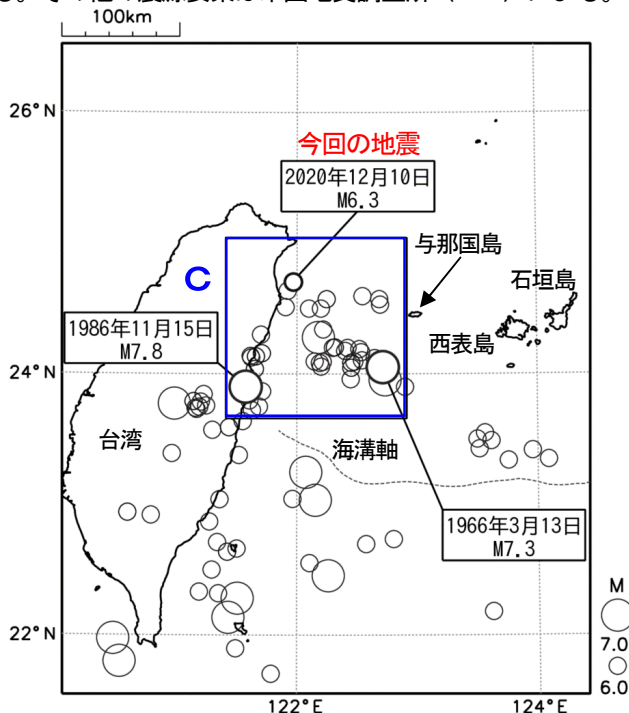 100km
26°N
今回の地震
2020年12月10日
M6.3
与那国島
C
石垣島
1986年11月15日
M7.8
西表島
24°N
台湾
海溝軸
1966年3月13日
M7.3
M
7.0
6.0
22°N
122°E
124°E